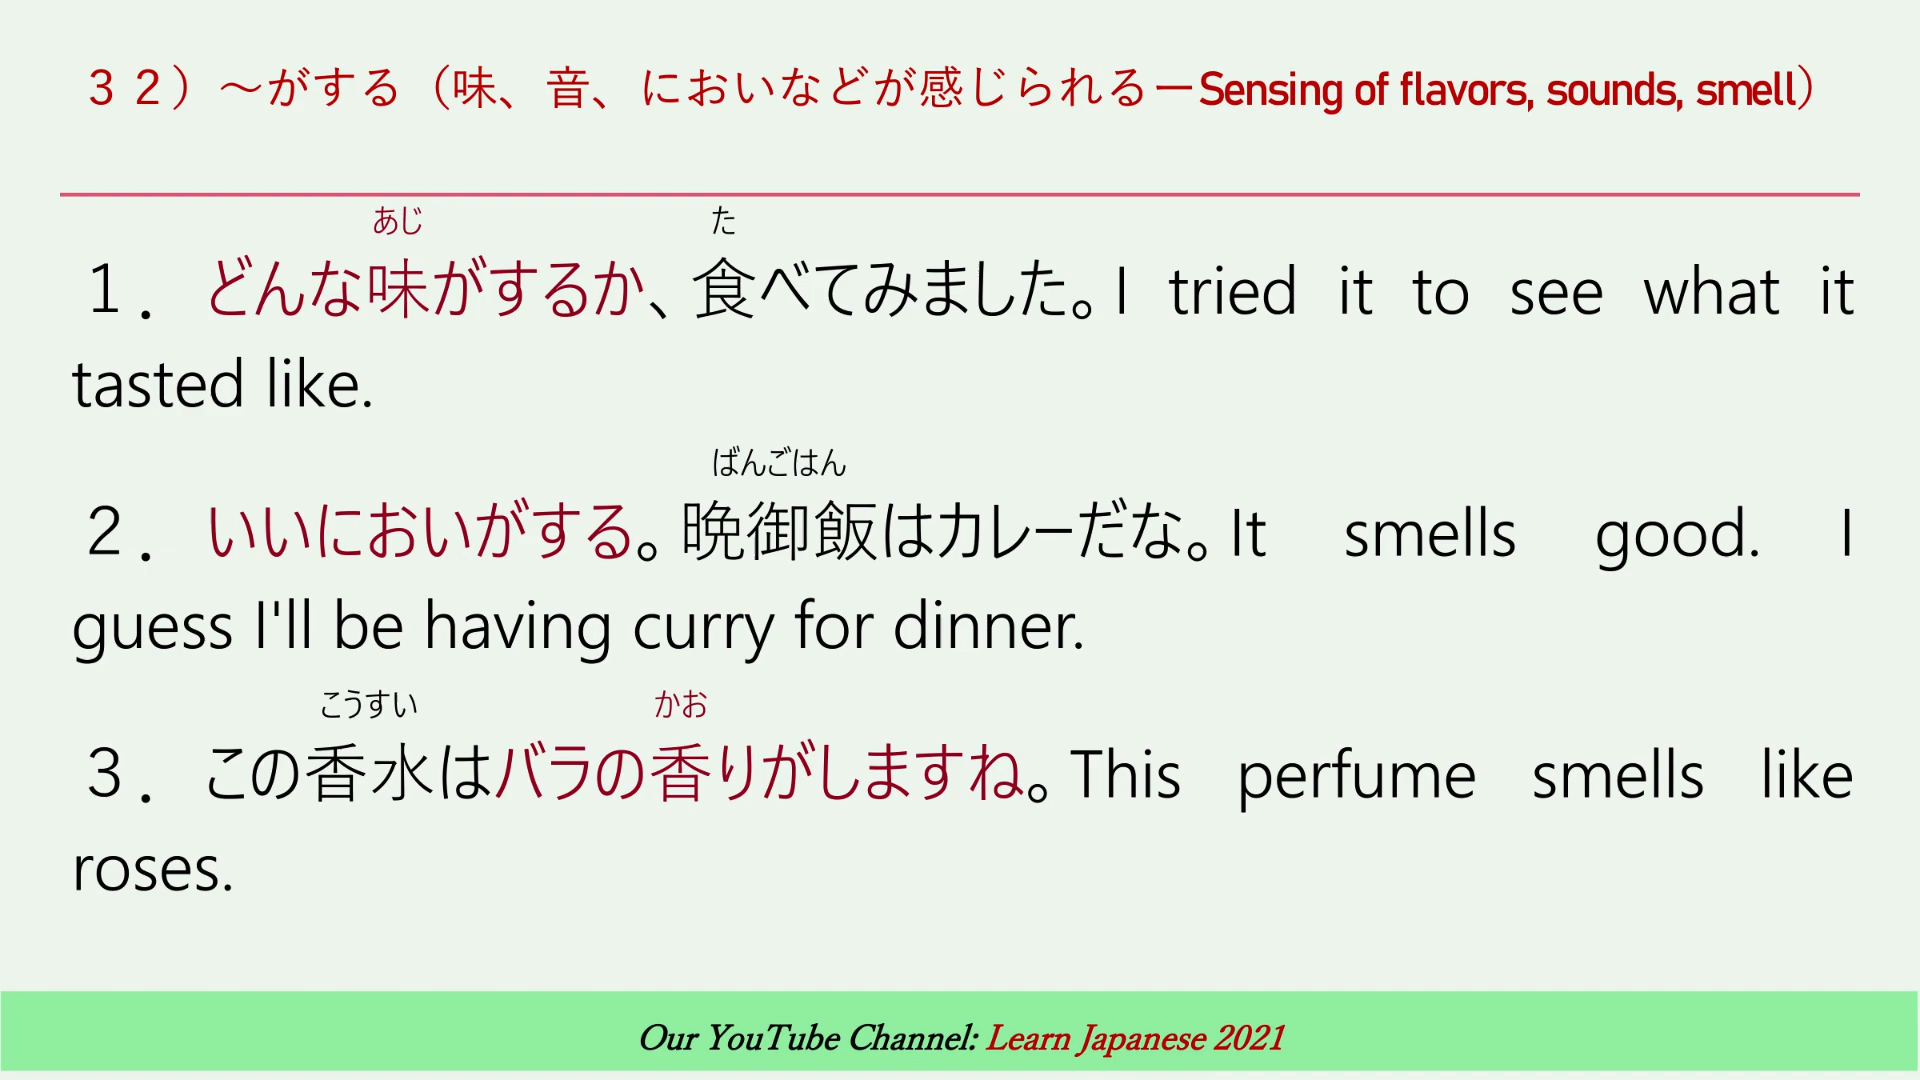 ３２）～がする（味、音、においなどが感じられるーSensing of flavors, sounds, smell）
あじ た
１．どんな味がするか、食べてみました。I tried it to see what it
tasted like.
ばんごはん
２．いいにおいがする。晩御飯はカレーだな。It smells good. I
guess I'll be having curry for dinner.
こうすい かお
３．この香水はバラの香りがしますね。This perfume smells like
roses.
Our YouTube Channel: Learn Japanese 2021